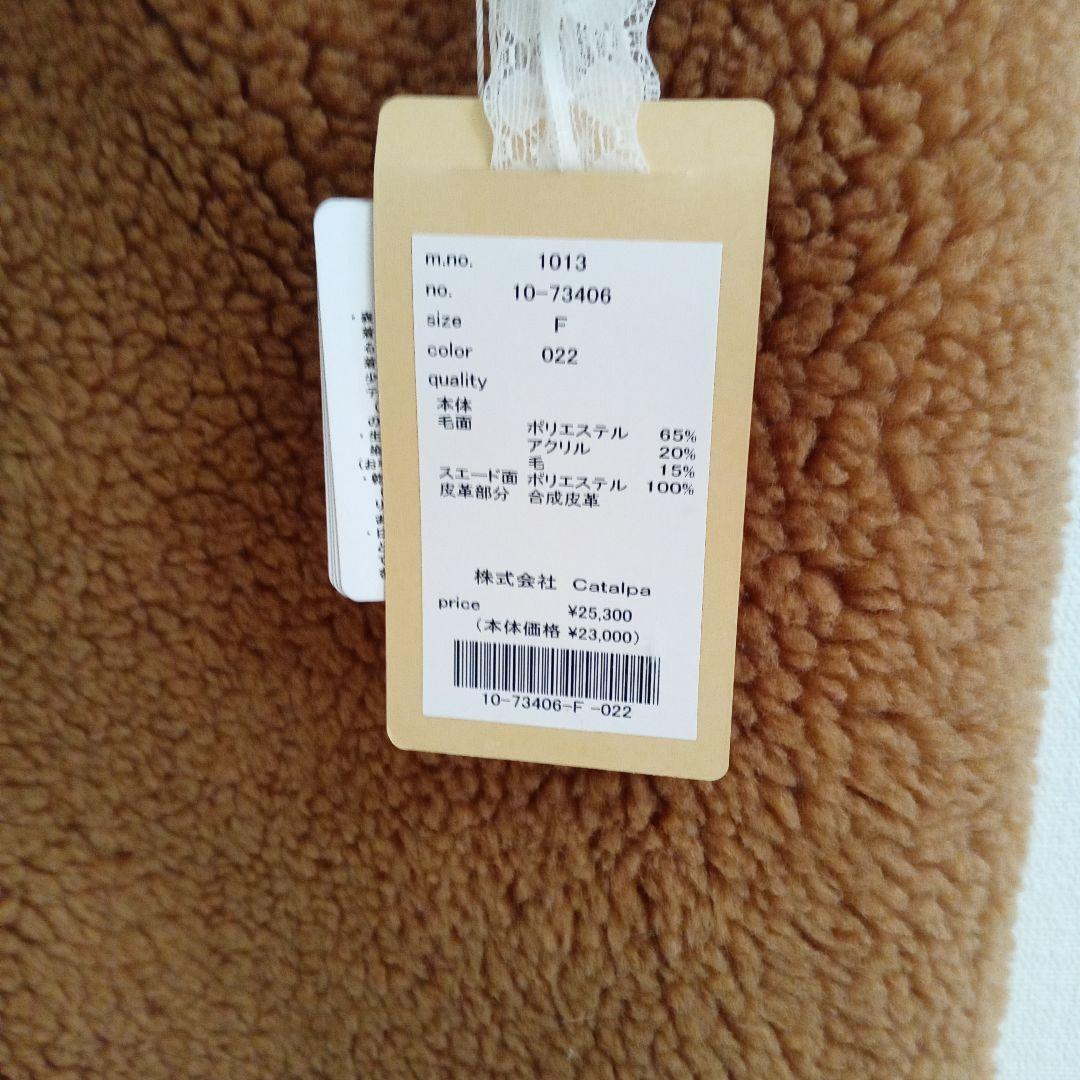 m.no. 1013
no. 10-73406
size F
color 022
quality
本体
毛面 ポリエステル 65%
アクリル 20%
毛 15%
スエード面 ポリエステル 100%
皮革部分 合成皮革
株式会社 Catalpa
price ¥25,300
(本体価格 ¥23,000)
10-73406-F -022